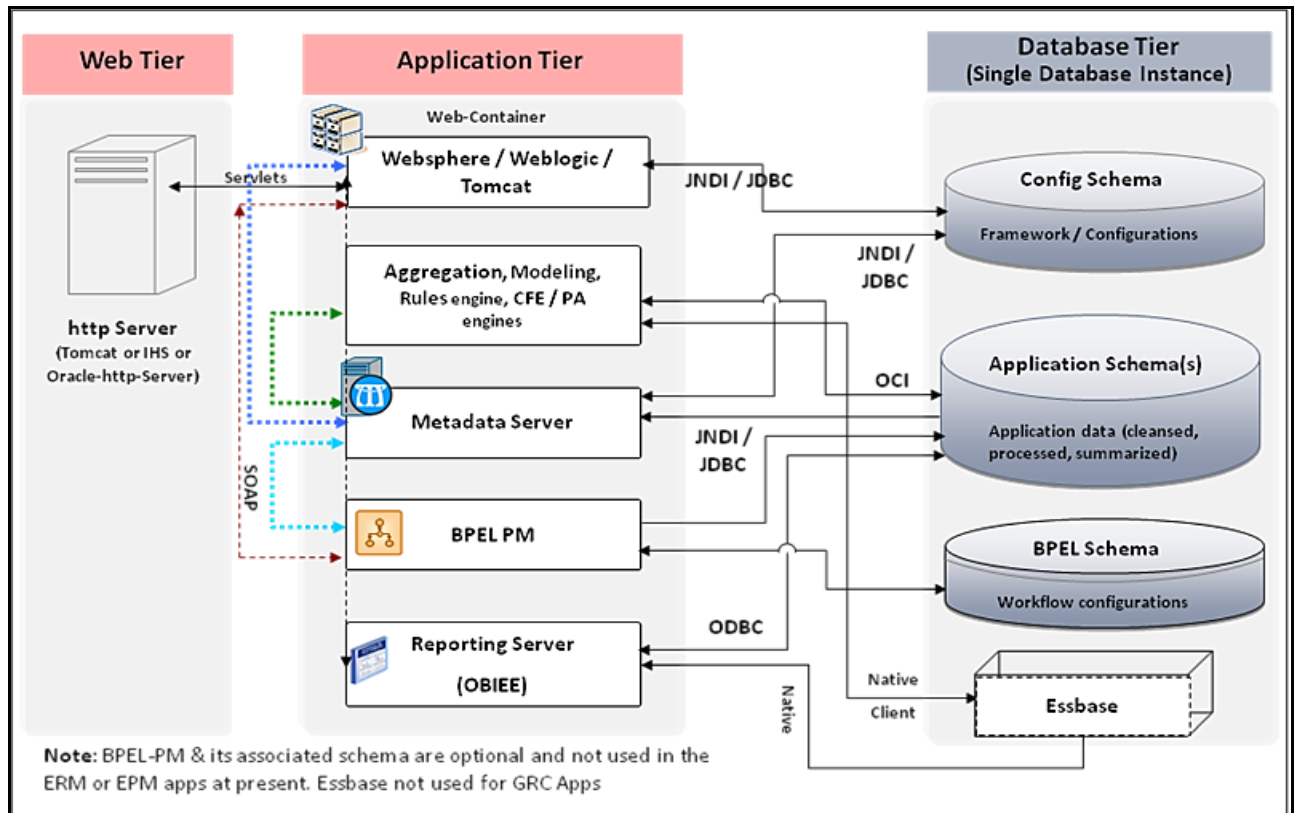 Web Tier
Application Tier
Database Tier
(Single Database Instance)
Web-Container
Websphere / Weblogic /
Tomcat
Servlets
JNDI / JDBC
Config Schema
Framework / Configurations
Aggregation, Modeling,
Rules engine, CFE / PA
engines
JNDI /
JDBC
http Server
(Tomcat or IHS or
Oracle-http-Server)
OCI
Application Schema(s)
Application data (cleansed,
processed, summarized)
Metadata Server
JNDI /
JDBC
SOAP
BPEL PM
BPEL Schema
Workflow configurations
ODBC
Reporting Server
(OBIEE)
Native
Native
Client
Essbase
Note: BPEL-PM & its associated schema are optional and not used in the
ERM or EPM apps at present. Essbase not used for GRC Apps